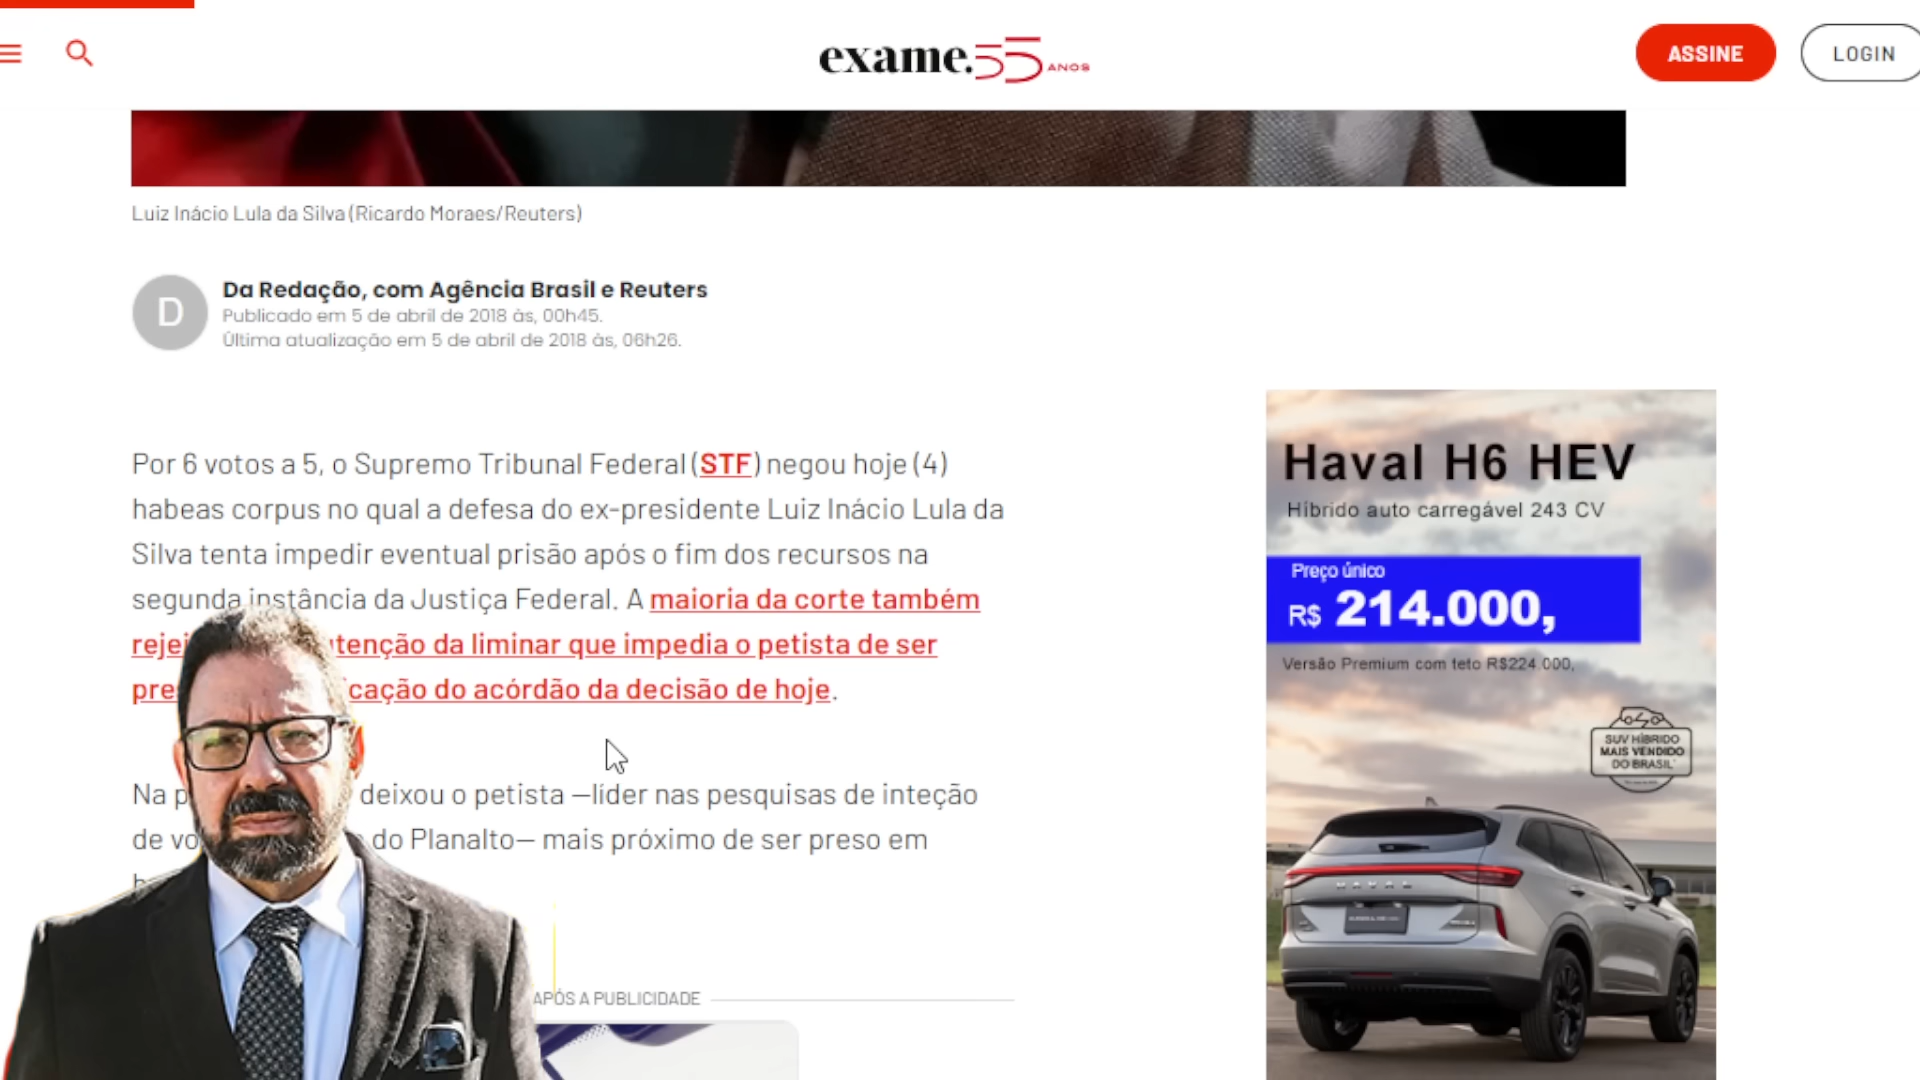 exame.55 ANOS
ASSINE
LOGIN
Luiz Inácio Lula da Silva (Ricardo Moraes/Reuters)
D
Da Redação, com Agência Brasil e Reuters
Publicado em 5 de abril de 2018 às, 00h45.
Última atualização em 5 de abril de 2018 às, 06h26.
Por 6 votos a 5, o Supremo Tribunal Federal (STF) negou hoje (4)
habeas corpus no qual a defesa do ex-presidente Luiz Inácio Lula da
Silva tenta impedir eventual prisão após o fim dos recursos na
segunda instância da Justiça Federal. A maioria da corte também
da liminar que impedia o petista de ser
do acórdão da decisão de hoje.
Na deixou o petista —líder nas pesquisas de inteção
de do Planalto— mais próximo de ser preso em
APÓS A PUBLICIDADE
Haval H6 HEV
Híbrido auto carregável 243 CV
Preço único
R$ 214.000,
Versão Premium com teto R$224.000,
SUV HÍBRIDO
MAIS VENDIDO
DO BRASIL*
HAVAL